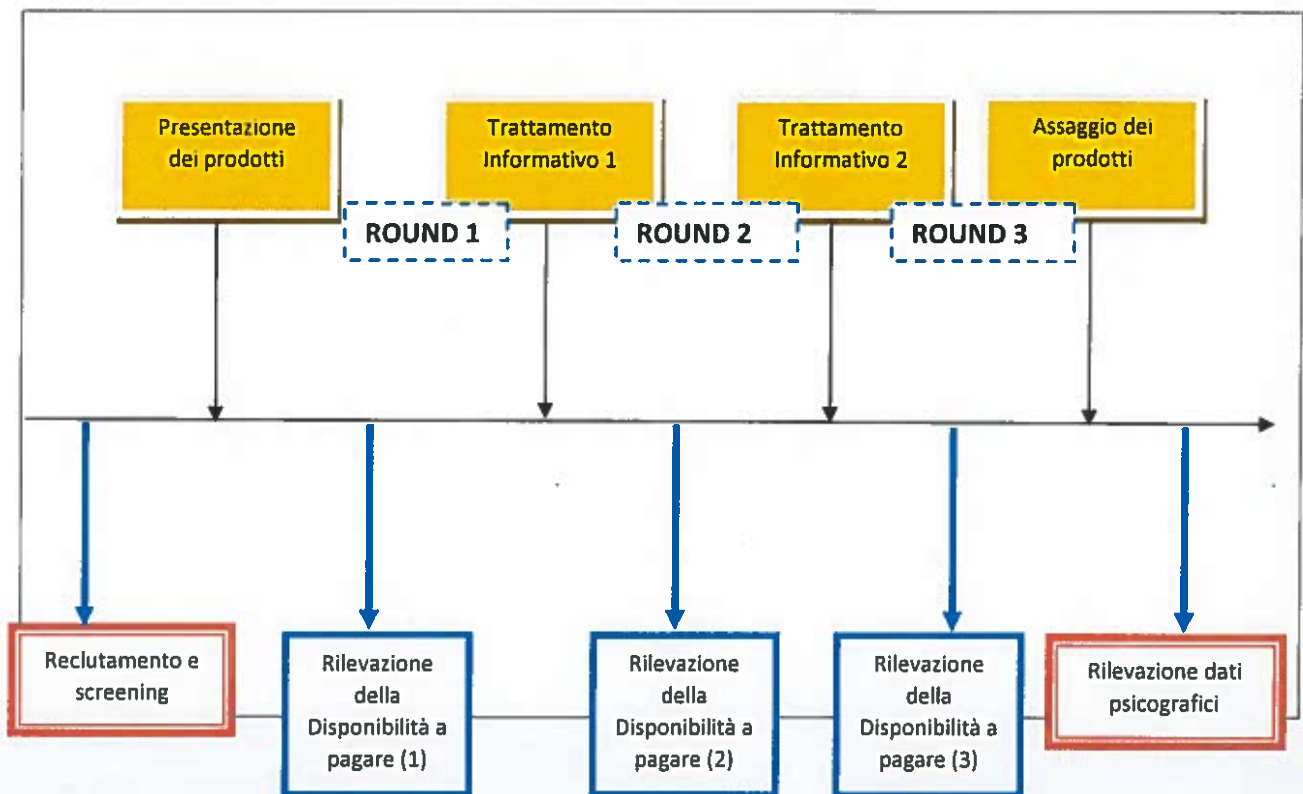 Presentazione
dei prodotti
Trattamento
Informativo 1
Trattamento
Informativo 2
Assaggio dei
prodotti
ROUND 1
ROUND 2
ROUND 3
Reclutamento e
screening
Rilevazione
della
Disponibilità a
pagare (1)
Rilevazione
della
Disponibilità a
pagare (2)
Rilevazione
della
Disponibilità a
pagare (3)
Rilevazione dati
psicografici